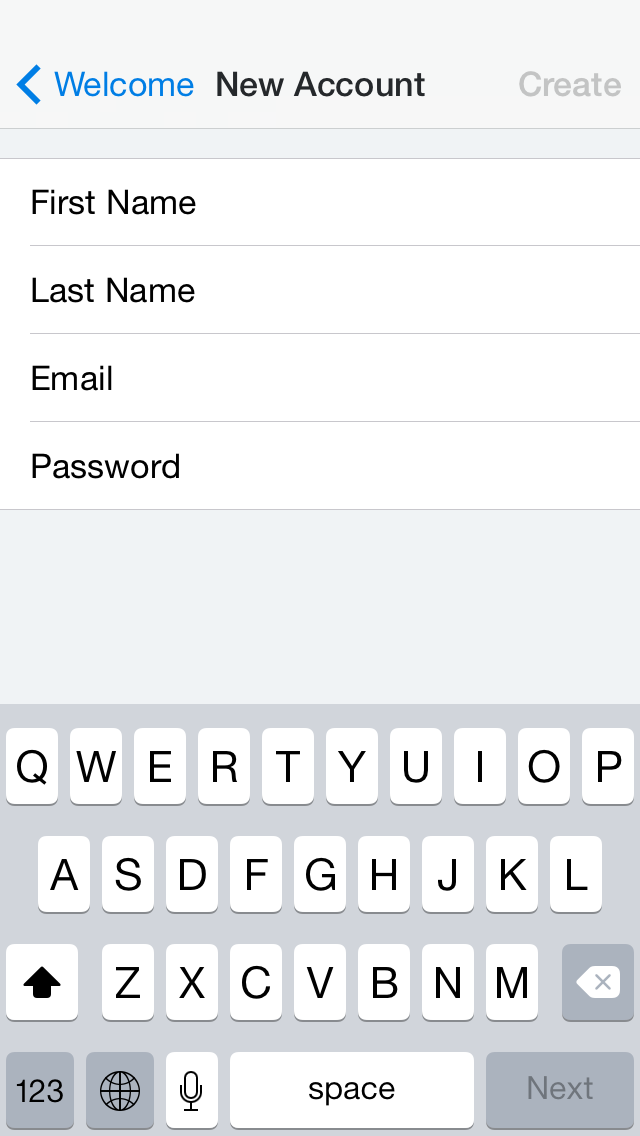 Welcome New Account Create
First Name
Last Name
Email
Password
Q W E R T Y U I O P
A S D F G H J K L
Z X C V B N M
123 space Next